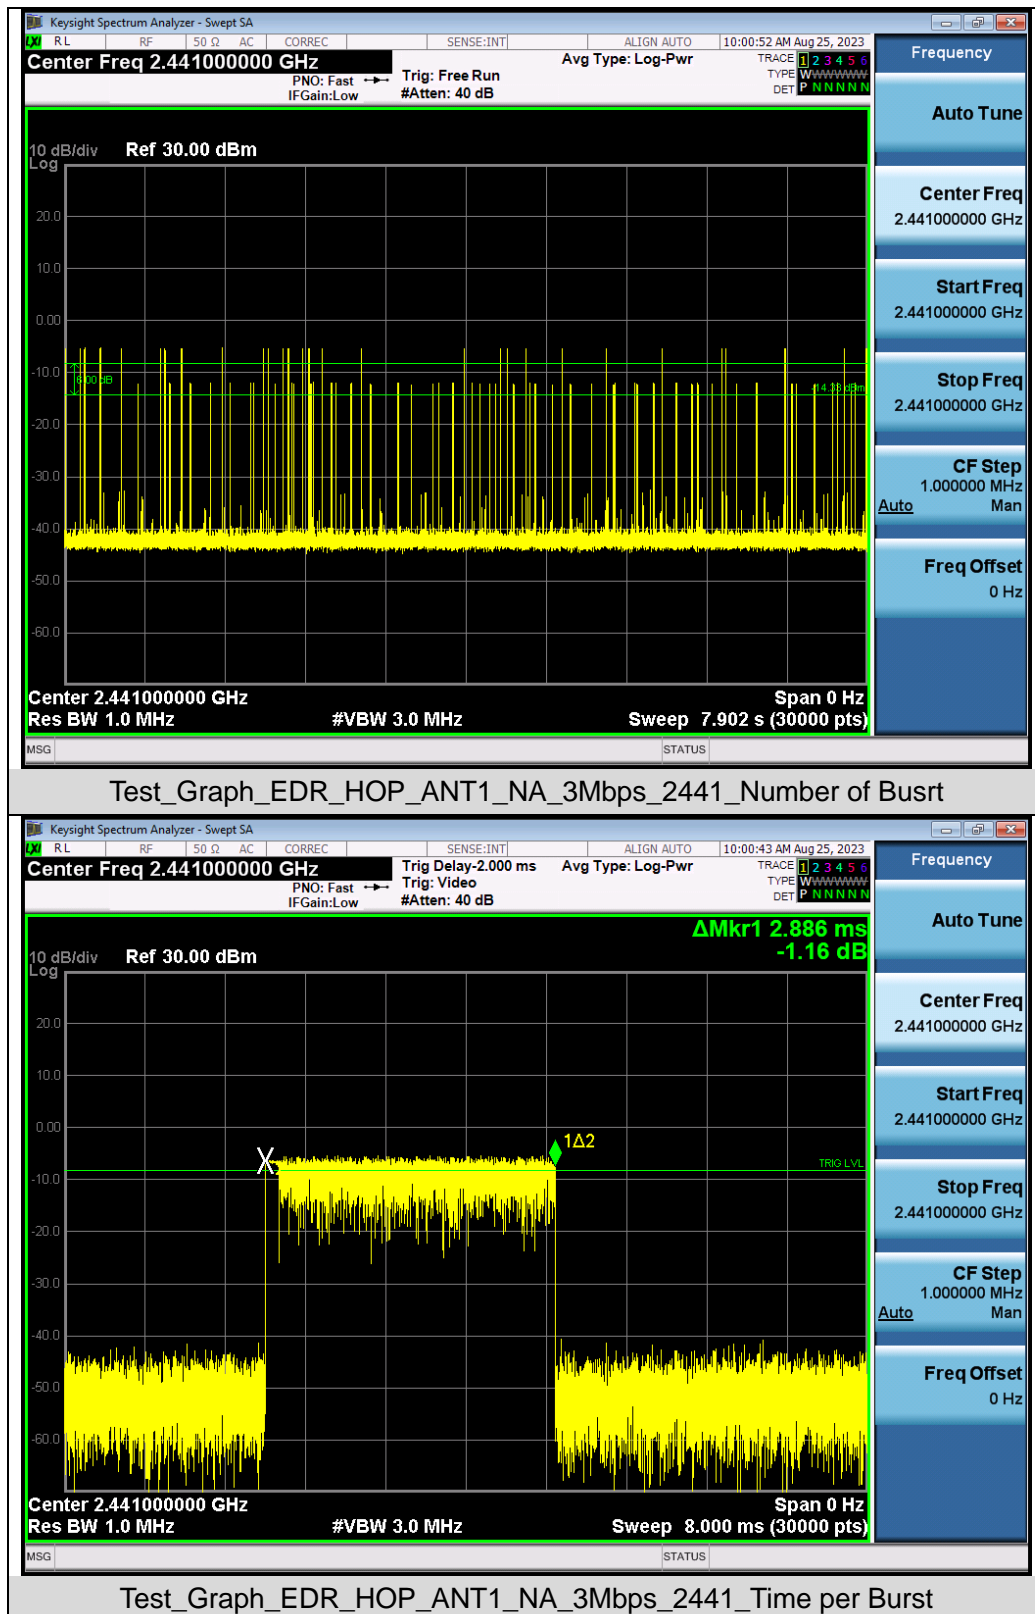 Keysight Spectrum Analyzer - Swept SA
LXI RL RF 50 Ω AC CORREC SENSE:INT ALIGN AUTO 10:00:52 AM Aug 25, 2023
Center Freq 2.441000000 GHz
PNO: Fast
IFGain:Low
Trig: Free Run
#Atten: 40 dB
Avg Type: Log-Pwr
TRACE 1 2 3 4 5 6
TYPE WWWWWW
DET P N N N N N
Frequency
Auto Tune
Center Freq
2.441000000 GHz
Start Freq
2.441000000 GHz
Stop Freq
2.441000000 GHz
CF Step
1.000000 MHz
Auto Man
Freq Offset
0 Hz
10 dB/div Ref 30.00 dBm
Log
20.0
10.0
0.00
-10.0
6.00 dB
-14.33 dBm
-20.0
-30.0
-40.0
-50.0
-60.0
Center 2.441000000 GHz Span 0 Hz
Res BW 1.0 MHz #VBW 3.0 MHz Sweep 7.902 s (30000 pts)
MSG STATUS
Test_Graph_EDR_HOP_ANT1_NA_3Mbps_2441_Number of Busrt
Keysight Spectrum Analyzer - Swept SA
LXI RL RF 50 Ω AC CORREC SENSE:INT ALIGN AUTO 10:00:43 AM Aug 25, 2023
Center Freq 2.441000000 GHz
PNO: Fast
IFGain:Low
Trig Delay-2.000 ms
Trig: Video
#Atten: 40 dB
Avg Type: Log-Pwr
TRACE 1 2 3 4 5 6
TYPE WWWWWW
DET P N N N N N
Frequency
Auto Tune
Center Freq
2.441000000 GHz
Start Freq
2.441000000 GHz
Stop Freq
2.441000000 GHz
CF Step
1.000000 MHz
Auto Man
Freq Offset
0 Hz
ΔMkr1 2.886 ms
-1.16 dB
10 dB/div Ref 30.00 dBm
Log
20.0
10.0
0.00
1Δ2
TRIG LVL
-10.0
-20.0
-30.0
-40.0
-50.0
-60.0
Center 2.441000000 GHz Span 0 Hz
Res BW 1.0 MHz #VBW 3.0 MHz Sweep 8.000 ms (30000 pts)
MSG STATUS
Test_Graph_EDR_HOP_ANT1_NA_3Mbps_2441_Time per Burst